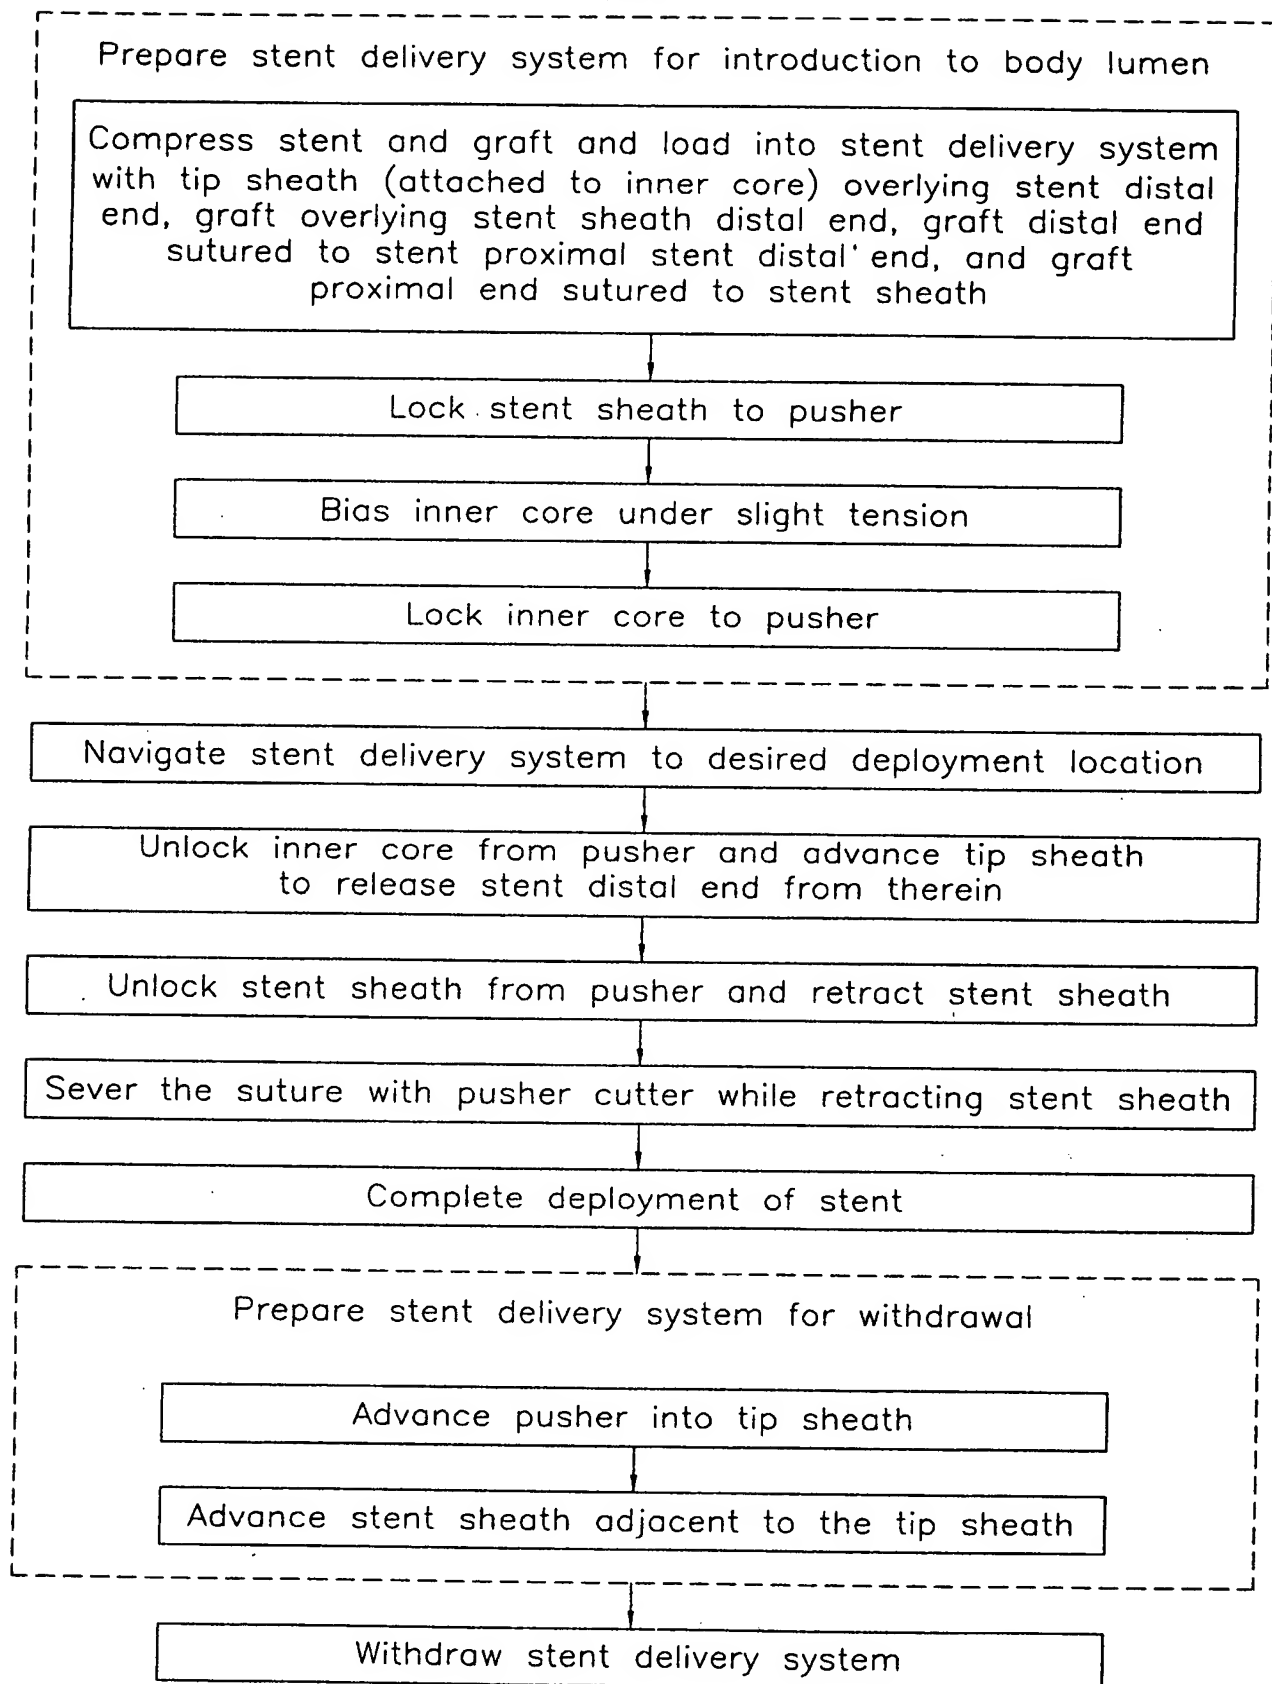 Prepare stent delivery system for introduction to body lumen
Compress stent and graft and load into stent delivery system
with tip sheath (attached to inner core) overlying stent distal
end, graft overlying stent sheath distal end, graft distal end
sutured to stent proximal stent distal end, and graft
proximal end sutured to stent sheath
Lock stent sheath to pusher
Bias inner core under slight tension
Lock inner core to pusher
Navigate stent delivery system to desired deployment location
Unlock inner core from pusher and advance tip sheath
to release stent distal end from therein
Unlock stent sheath from pusher and retract stent sheath
Sever the suture with pusher cutter while retracting stent sheath
Complete deployment of stent
Prepare stent delivery system for withdrawal
Advance pusher into tip sheath
Advance stent sheath adjacent to the tip sheath
Withdraw stent delivery system